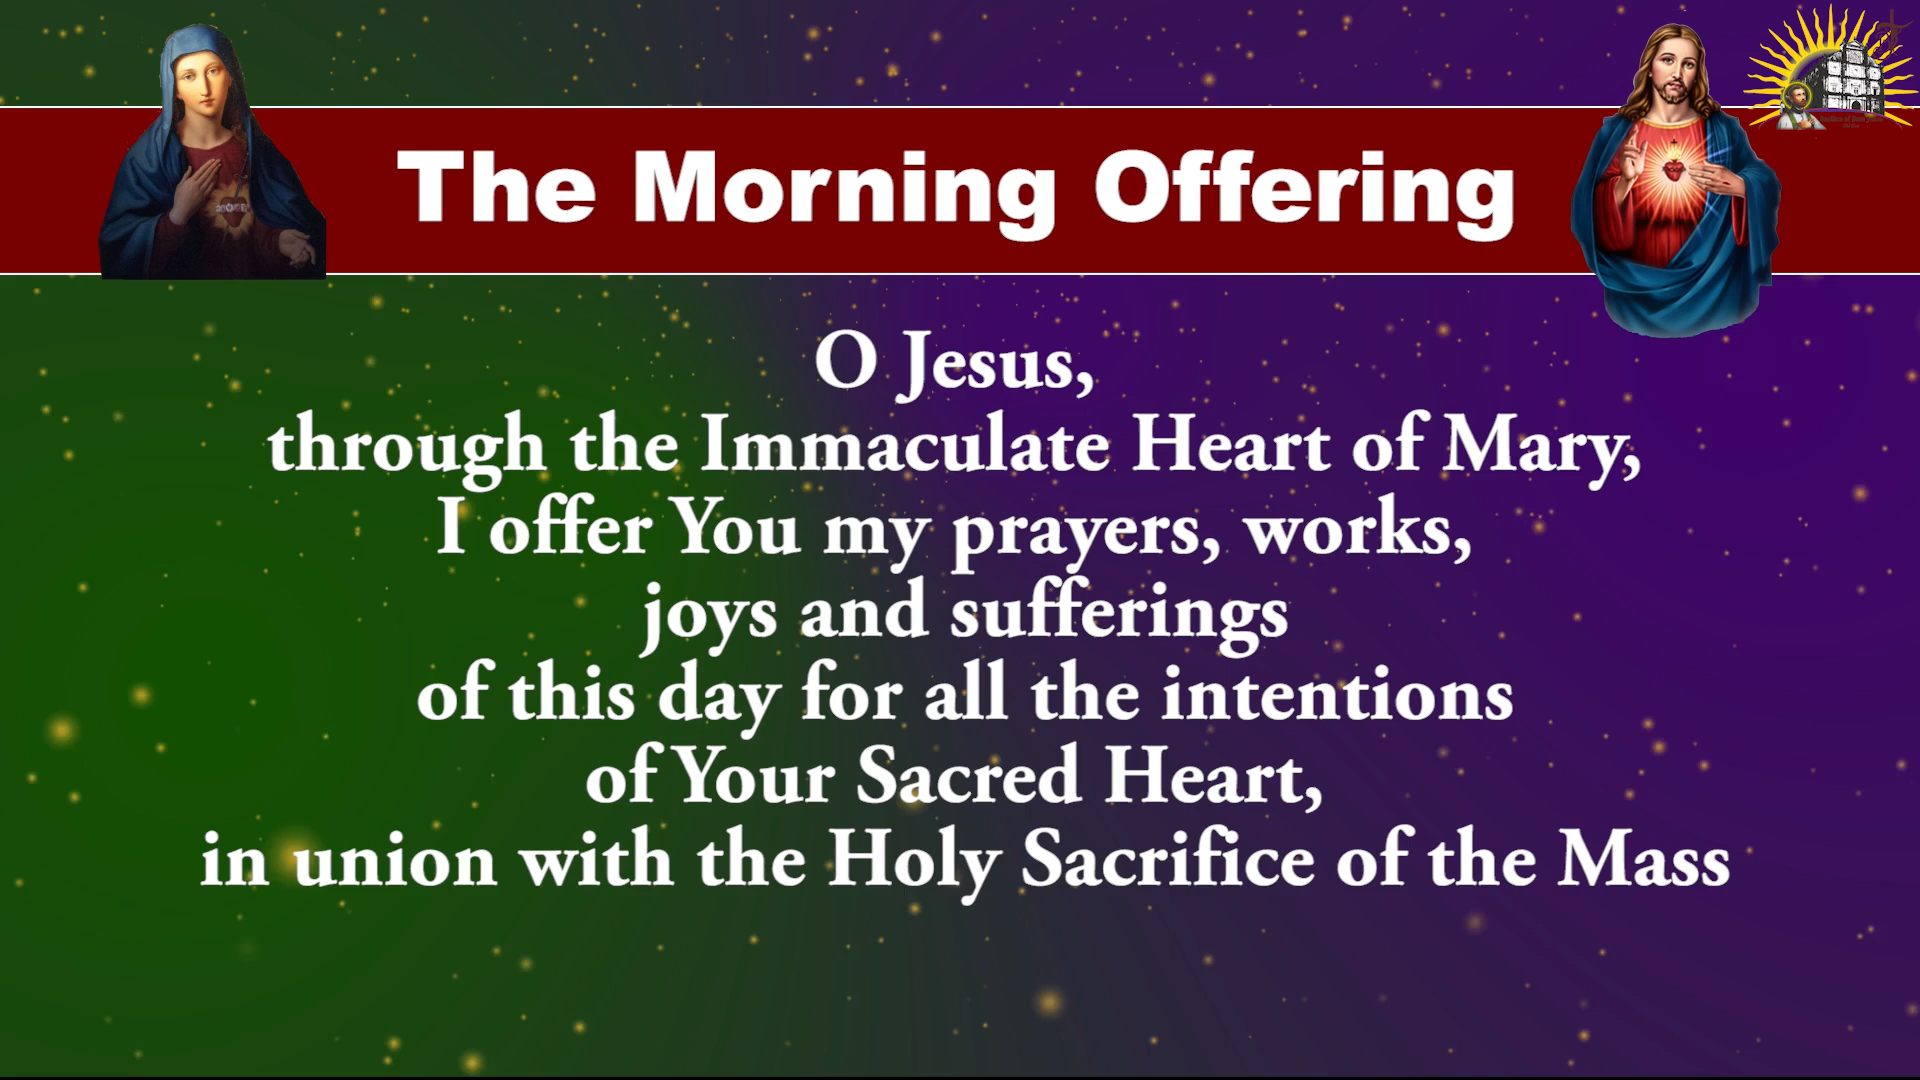 The Morning Offering
O Jesus,
through the Immaculate Heart of Mary,
I offer You my prayers, works,
joys and sufferings
of this day for all the intentions
of Your Sacred Heart,
in union with the Holy Sacrifice of the Mass